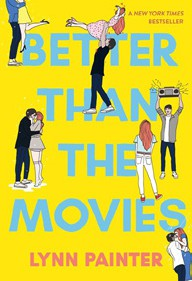 A NEW YORK TIMES
BESTSELLER
BETTER
THAN
THE
MOVIES
LYNN PAINTER